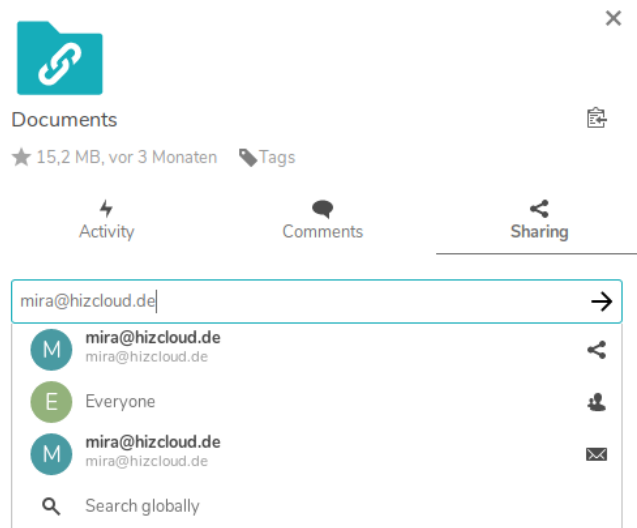 Documents
15,2 MB, vor 3 Monaten Tags
Activity Comments Sharing
mira@hizcloud.de
M mira@hizcloud.de
mira@hizcloud.de
E Everyone
M mira@hizcloud.de
mira@hizcloud.de
Search globally